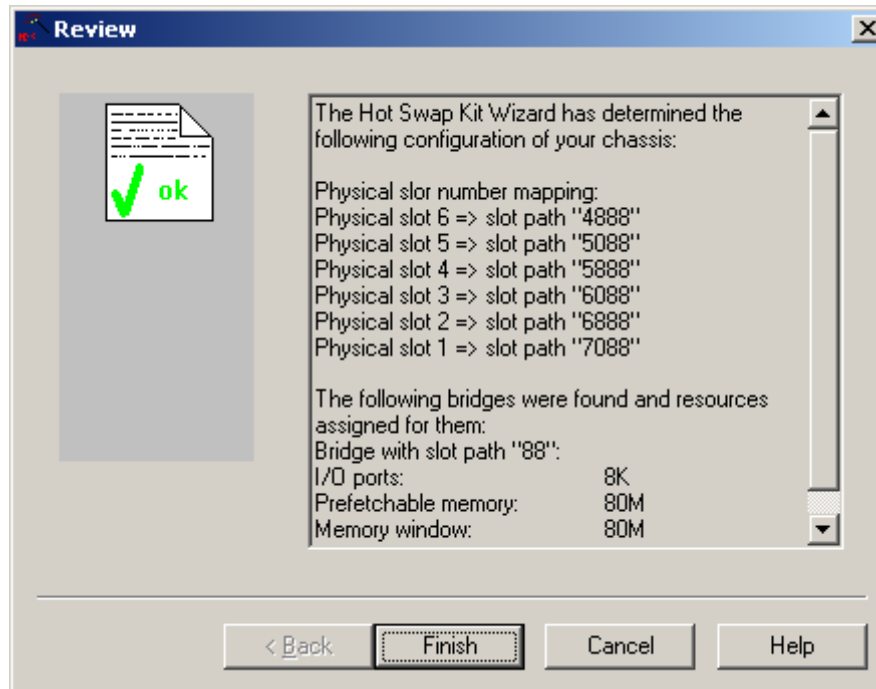 Review
The Hot Swap Kit Wizard has determined the
following configuration of your chassis:
Physical slor number mapping:
Physical slot 6 => slot path "4888"
Physical slot 5 => slot path "5088"
Physical slot 4 => slot path "5888"
Physical slot 3 => slot path "6088"
Physical slot 2 => slot path "6888"
Physical slot 1 => slot path "7088"
The following bridges were found and resources
assigned for them:
Bridge with slot path "88":
I/O ports: 8K
Prefetchable memory: 80M
Memory window: 80M
ok
< Back Finish Cancel Help